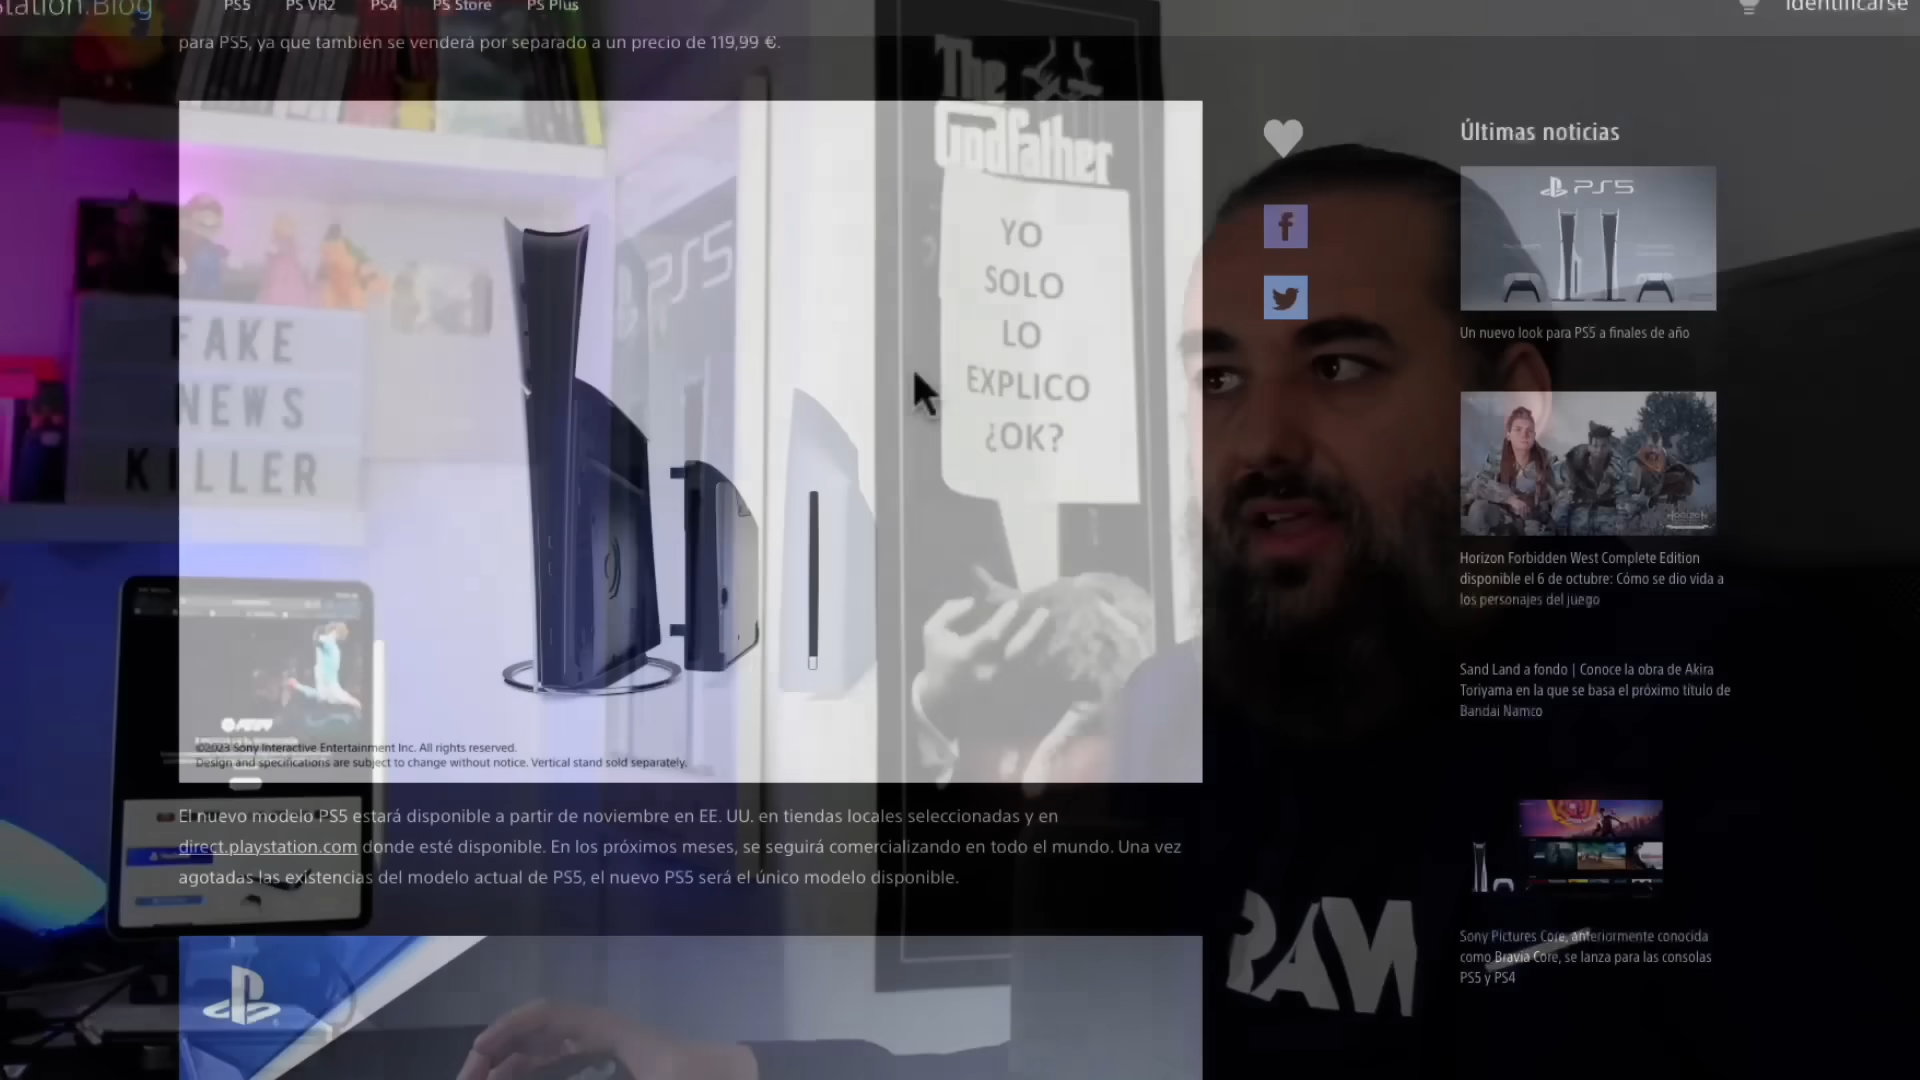 Station.Blog
PS5 PS VR2 PS4 PS Store PS Plus
Identificarse
para PS5, ya que también se venderá por separado a un precio de 119,99 €.
The
Godfather
YO
SOLO
LO
EXPLICO
¿OK?
PS5
FAKE
NEWS
KILLER
©2023 Sony Interactive Entertainment Inc. All rights reserved.
Design and specifications are subject to change without notice. Vertical stand sold separately.
El nuevo modelo PS5 estará disponible a partir de noviembre en EE. UU. en tiendas locales seleccionadas y en
direct.playstation.com donde esté disponible. En los próximos meses, se seguirá comercializando en todo el mundo. Una vez
agotadas las existencias del modelo actual de PS5, el nuevo PS5 será el único modelo disponible.
Últimas noticias
PS5
Un nuevo look para PS5 a finales de año
Horizon Forbidden West Complete Edition
disponible el 6 de octubre: Cómo se dio vida a
los personajes del juego
Sand Land a fondo | Conoce la obra de Akira
Toriyama en la que se basa el próximo título de
Bandai Namco
Sony Pictures Core, anteriormente conocida
como Bravia Core, se lanza para las consolas
PS5 y PS4